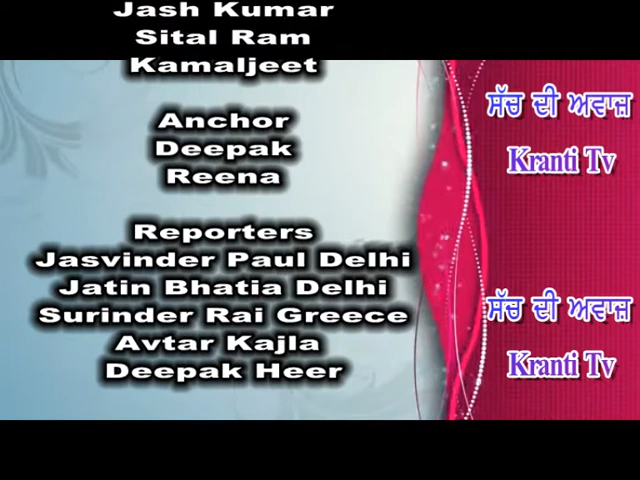 Jash Kumar
Sital Ram
Kamaljeet
Anchor
Deepak
Reena
Reporters
Jasvinder Paul Delhi
Jatin Bhatia Delhi
Surinder Rai Greece
Avtar Kajla
Deepak Heer
ਸੱਚ ਦੀ ਅਵਾਜ਼
Kranti Tv
ਸੱਚ ਦੀ ਅਵਾਜ਼
Kranti Tv